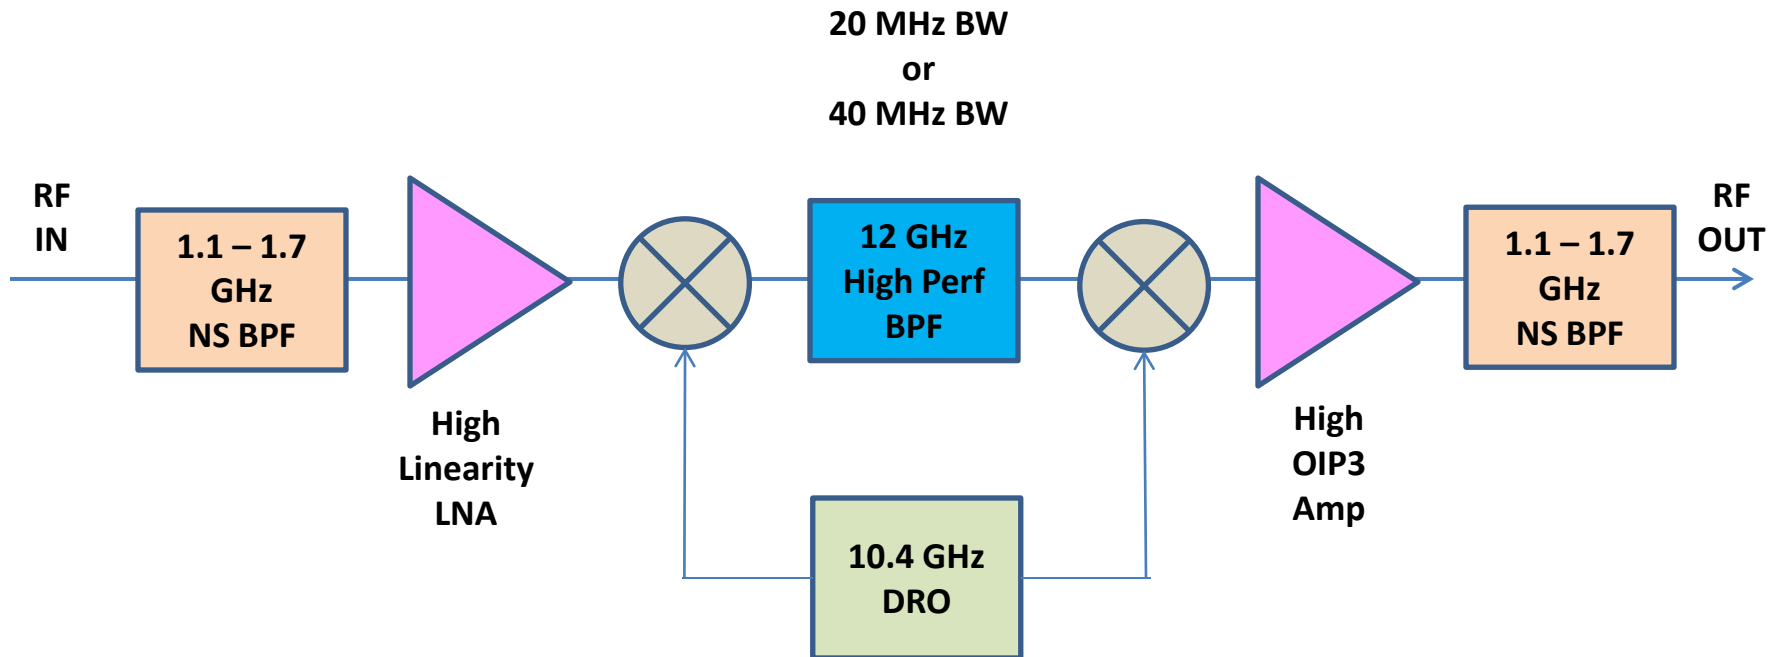 20 MHz BW
or
40 MHz BW
RF
IN
1.1 – 1.7
GHz
NS BPF
High
Linearity
LNA
12 GHz
High Perf
BPF
10.4 GHz
DRO
High
OIP3
Amp
1.1 – 1.7
GHz
NS BPF
RF
OUT